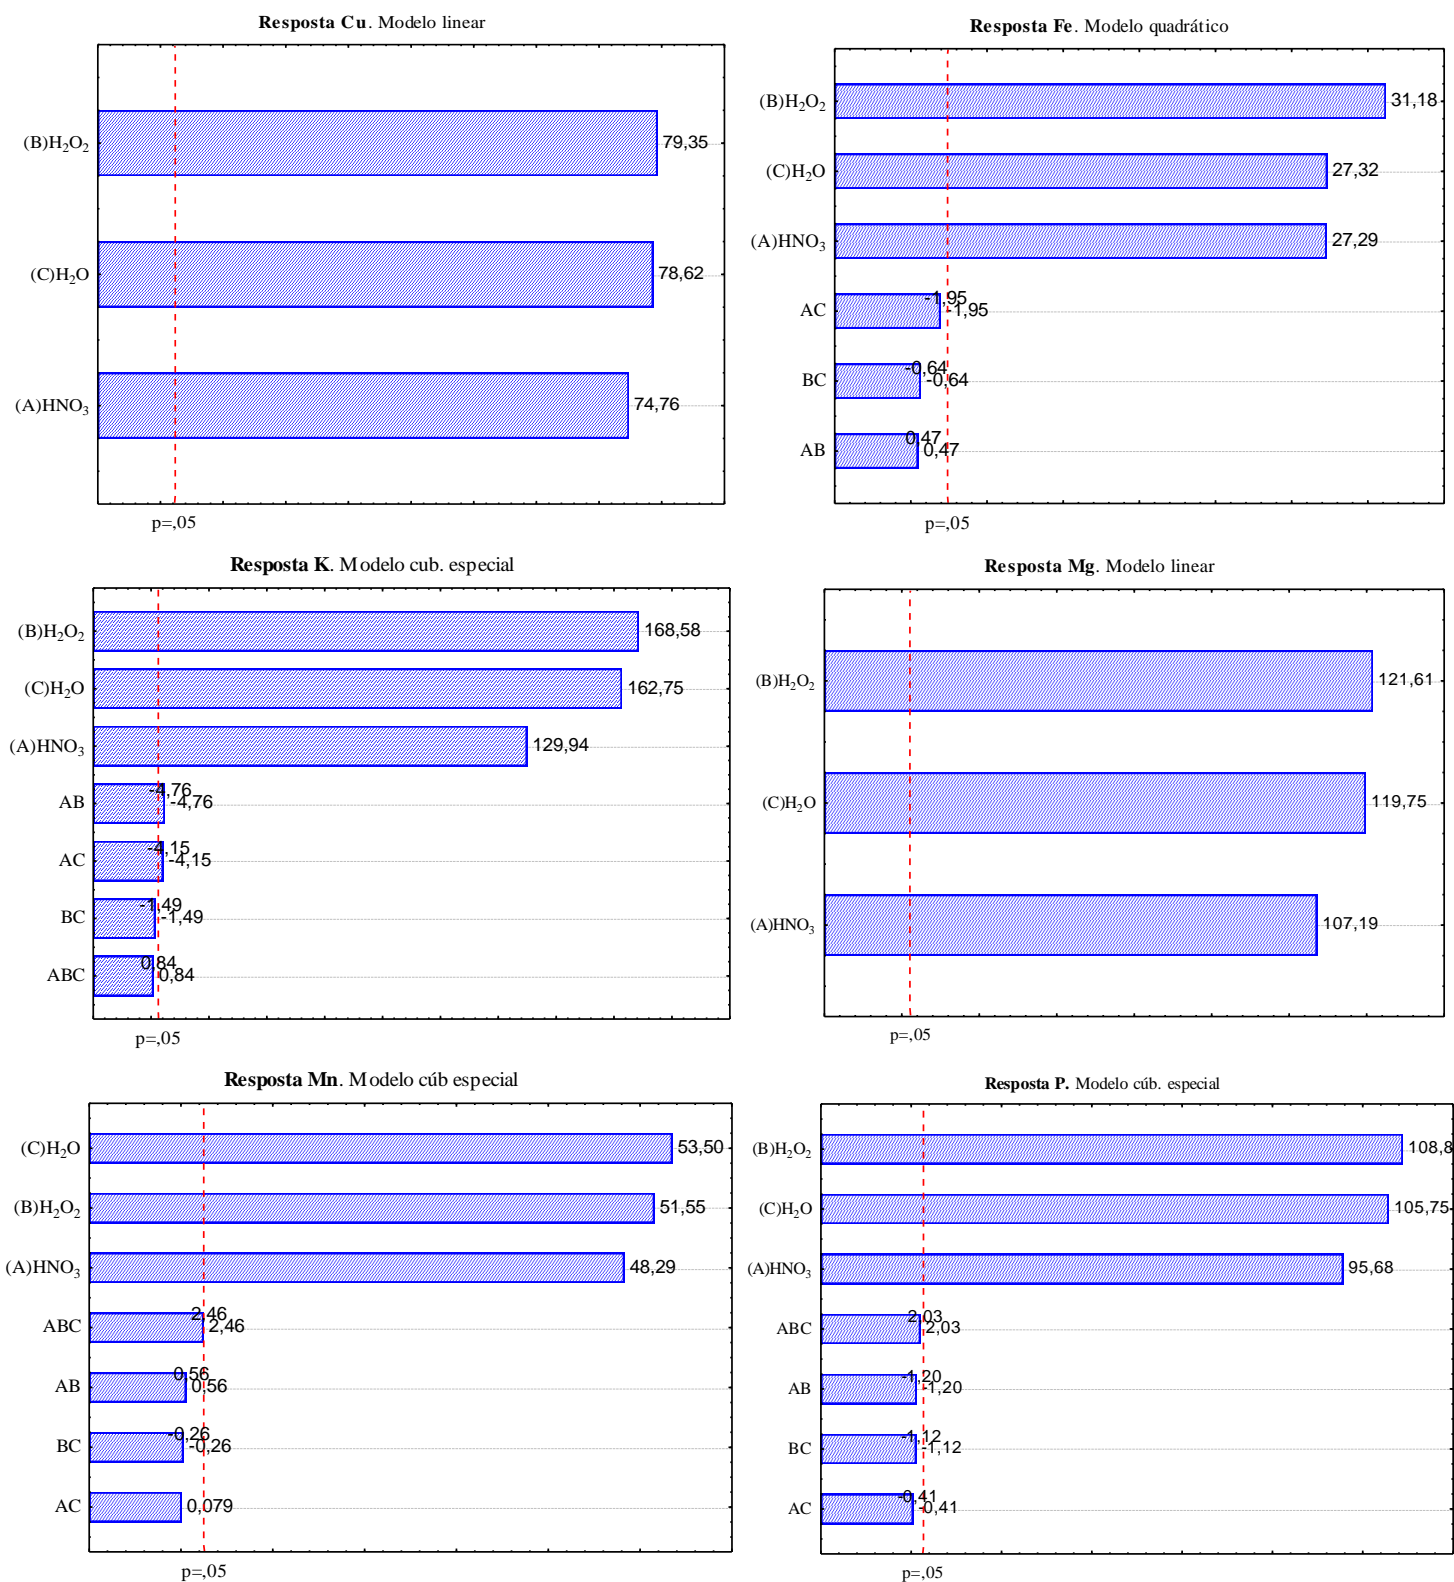 Resposta Cu. Modelo linear
(B)H₂O₂
79,35
(C)H₂O
78,62
(A)HNO₃
74,76
p=,05
Resposta Fe. Modelo quadrático
(B)H₂O₂
31,18
(C)H₂O
27,32
(A)HNO₃
27,29
AC
-1,95
-1,95
BC
-0,64
-0,64
AB
0,47
0,47
p=,05
Resposta K. Modelo cub. especial
(B)H₂O₂
168,58
(C)H₂O
162,75
(A)HNO₃
129,94
AB
-4,76
-4,76
AC
-4,15
-4,15
BC
-1,49
-1,49
ABC
0,84
0,84
p=,05
Resposta Mg. Modelo linear
(B)H₂O₂
121,61
(C)H₂O
119,75
(A)HNO₃
107,19
p=,05
Resposta Mn. Modelo cúb especial
(C)H₂O
53,50
(B)H₂O₂
51,55
(A)HNO₃
48,29
ABC
2,46
2,46
AB
0,56
0,56
BC
-0,26
-0,26
AC
0,079
p=,05
Resposta P. Modelo cúb. especial
(B)H₂O₂
108,8
(C)H₂O
105,75
(A)HNO₃
95,68
ABC
2,03
2,03
AB
-1,20
-1,20
BC
-1,12
-1,12
AC
-0,41
-0,41
p=,05